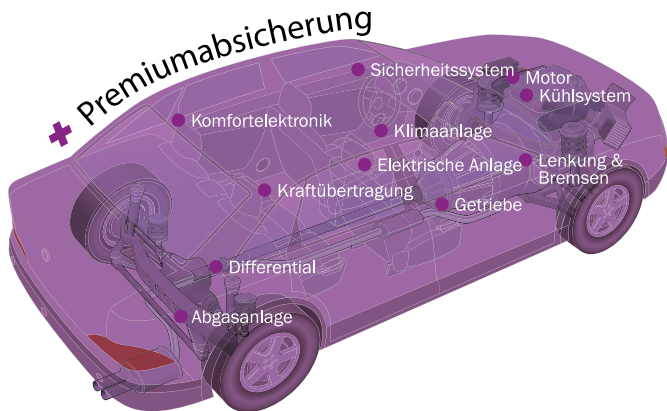 + Premiumabsicherung
Sicherheitssystem
Motor
Kühlsystem
Komfortelektronik
Klimaanlage
Elektrische Anlage
Lenkung &
Bremsen
Kraftübertragung
Getriebe
Differential
Abgasanlage